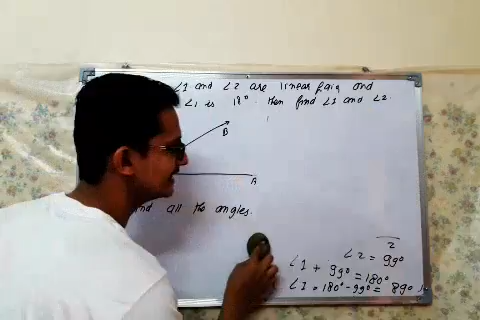 ∠1 and ∠2 are linear pair and
∠1 is 18° then find ∠1 and ∠2
B
A
all the angles.
2
∠2 = 99°
∠1 + 99° = 180°
∠1 = 180° - 99° = 89°